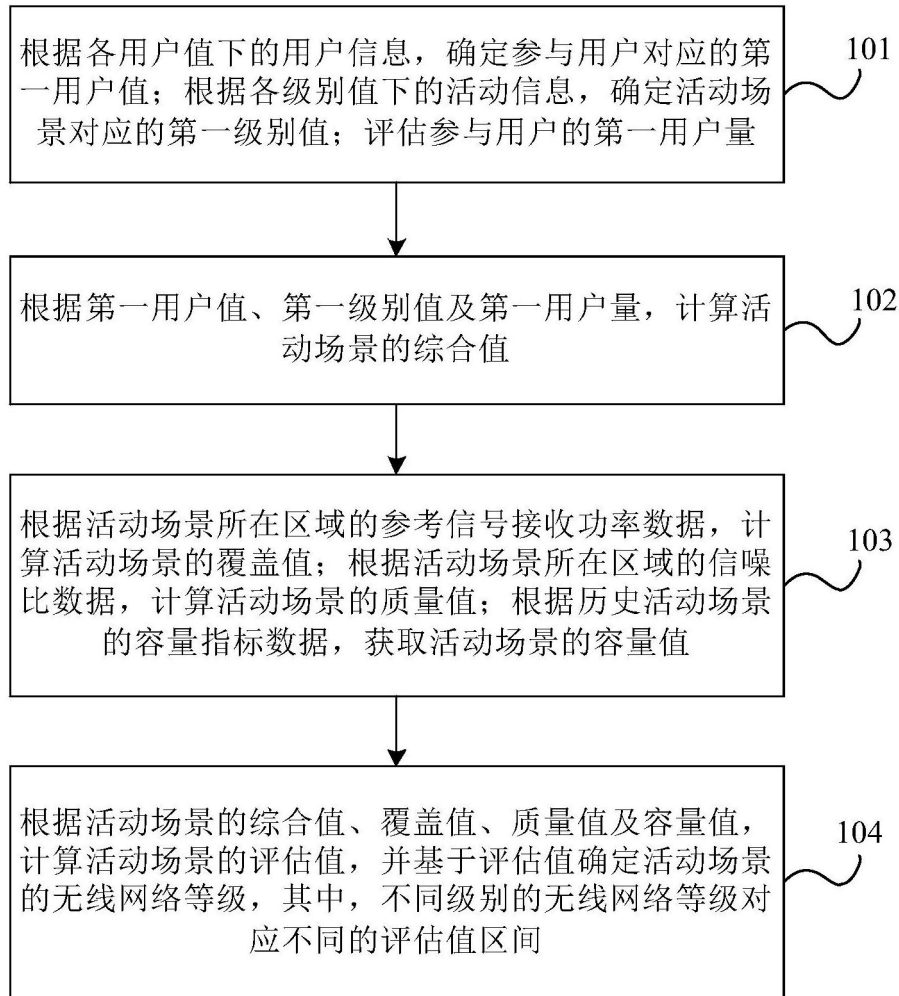 根据各用户值下的用户信息，确定参与用户对应的第
一用户值；根据各级别值下的活动信息，确定活动场
景对应的第一级别值；评估参与用户的第一用户量
101
根据第一用户值、第一级别值及第一用户量，计算活
动场景的综合值
102
根据活动场景所在区域的参考信号接收功率数据，计
算活动场景的覆盖值；根据活动场景所在区域的信噪
比数据，计算活动场景的质量值；根据历史活动场景
的容量指标数据，获取活动场景的容量值
103
根据活动场景的综合值、覆盖值、质量值及容量值，
计算活动场景的评估值，并基于评估值确定活动场景
的无线网络等级，其中，不同级别的无线网络等级对
应不同的评估值区间
104